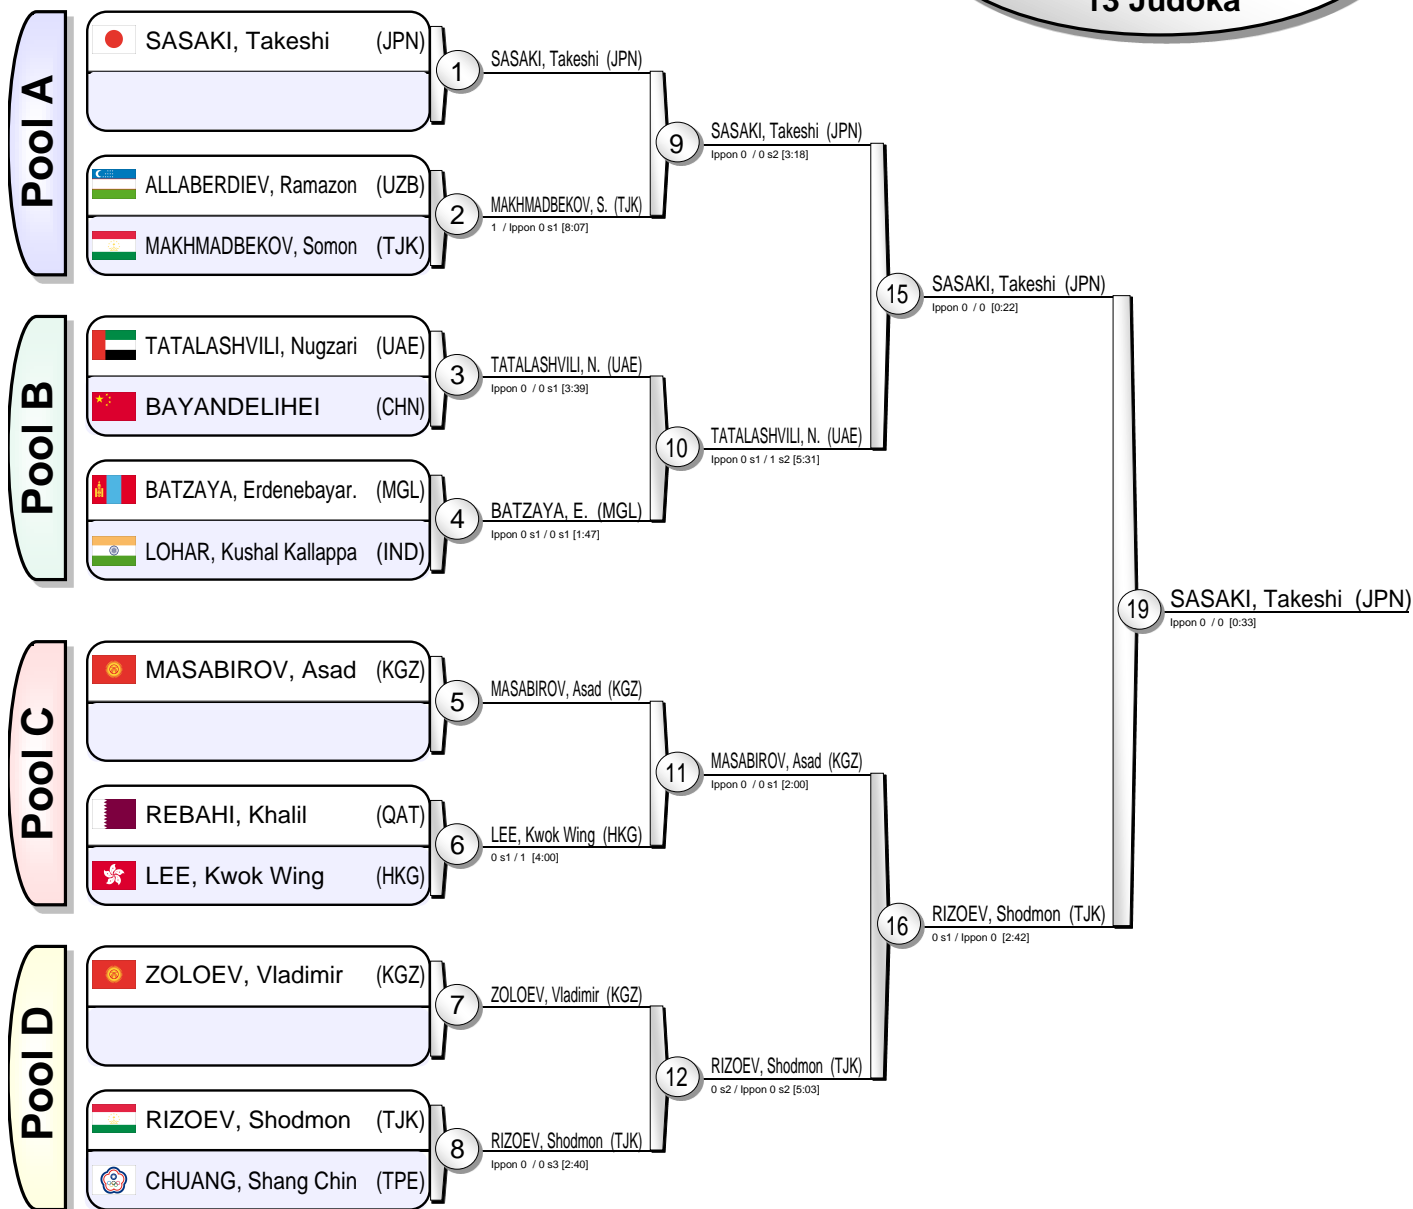 13 Judoka
Pool A
SASAKI, Takeshi (JPN)
1
SASAKI, Takeshi (JPN)
ALLABERDIEV, Ramazon (UZB)
MAKHMADBEKOV, Somon (TJK)
2
MAKHMADBEKOV, S. (TJK)
1 / Ippon 0 s1 [8:07]
9
SASAKI, Takeshi (JPN)
Ippon 0 / 0 s2 [3:18]
Pool B
TATALASHVILI, Nugzari (UAE)
BAYANDELIHEI (CHN)
3
TATALASHVILI, N. (UAE)
Ippon 0 / 0 s1 [3:39]
BATZAYA, Erdenebayar. (MGL)
LOHAR, Kushal Kallappa (IND)
4
BATZAYA, E. (MGL)
Ippon 0 s1 / 0 s1 [1:47]
10
TATALASHVILI, N. (UAE)
Ippon 0 s1 / 1 s2 [5:31]
15
SASAKI, Takeshi (JPN)
Ippon 0 / 0 [0:22]
Pool C
MASABIROV, Asad (KGZ)
5
MASABIROV, Asad (KGZ)
REBAHI, Khalil (QAT)
LEE, Kwok Wing (HKG)
6
LEE, Kwok Wing (HKG)
0 s1 / 1 [4:00]
11
MASABIROV, Asad (KGZ)
Ippon 0 / 0 s1 [2:00]
Pool D
ZOLOEV, Vladimir (KGZ)
7
ZOLOEV, Vladimir (KGZ)
RIZOEV, Shodmon (TJK)
CHUANG, Shang Chin (TPE)
8
RIZOEV, Shodmon (TJK)
Ippon 0 / 0 s3 [2:40]
12
RIZOEV, Shodmon (TJK)
0 s2 / Ippon 0 s2 [5:03]
16
RIZOEV, Shodmon (TJK)
0 s1 / Ippon 0 [2:42]
19
SASAKI, Takeshi (JPN)
Ippon 0 / 0 [0:33]